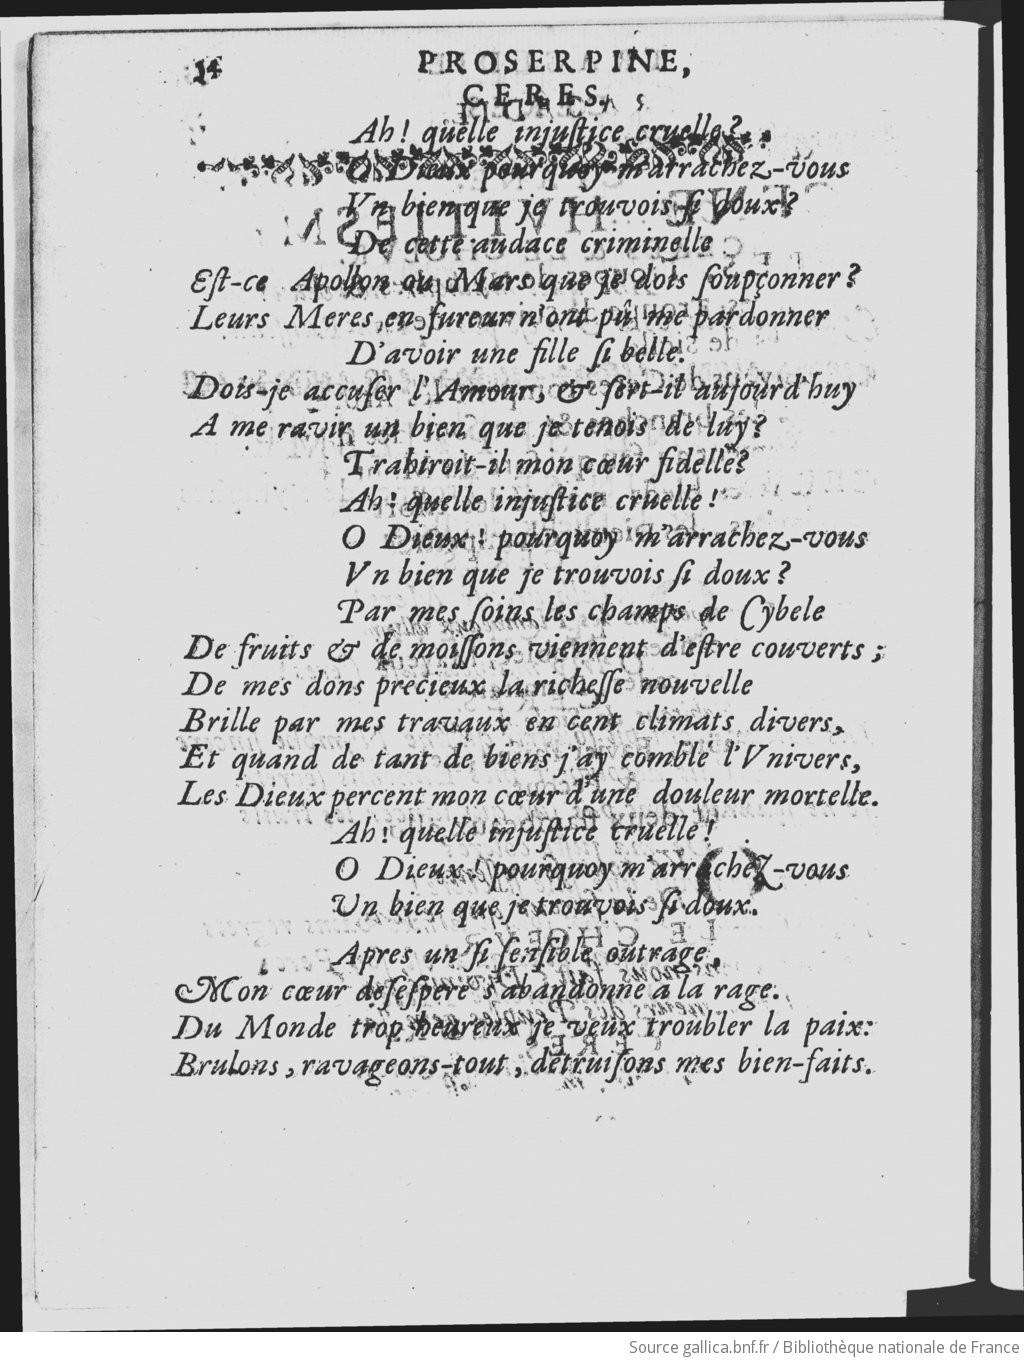 34
PROSERPINE,
CERES.
Ah! quelle injuſtice cruelle?
O Dieux pourquoy m'arrachez-vous
Vn bien que je trouvois ſi doux?
De cette audace criminelle
Eſt-ce Apollon ou Mars que je dois ſoupçonner?
Leurs Meres en fureur n'ont pû me pardonner
D'avoir une fille ſi belle.
Dois-je accuſer l'Amour, & ſert-il aujourd'huy
A me ravir un bien que je tenois de luy?
Trahiroit-il mon cœur fidelle?
Ah! quelle injuſtice cruelle!
O Dieux! pourquoy m'arrachez-vous
Vn bien que je trouvois ſi doux?
Par mes ſoins les champs de Cybele
De fruits & de moiſſons viennent d'eſtre couverts;
De mes dons precieux la richeſſe nouvelle
Brille par mes travaux en cent climats divers,
Et quand de tant de biens j'ay comblé l'Vnivers,
Les Dieux percent mon cœur d'une douleur mortelle.
Ah! quelle injuſtice cruelle!
O Dieux! pourquoy m'arrachez-vous
Un bien que je trouvois ſi doux.
Apres un ſi ſenſible outrage,
Mon cœur deſeſperé s'abandonne à la rage.
Du Monde trop heureux je veux troubler la paix:
Brulons, ravageons-tout, détruiſons mes bien-faits.
Source gallica.bnf.fr / Bibliothèque nationale de France